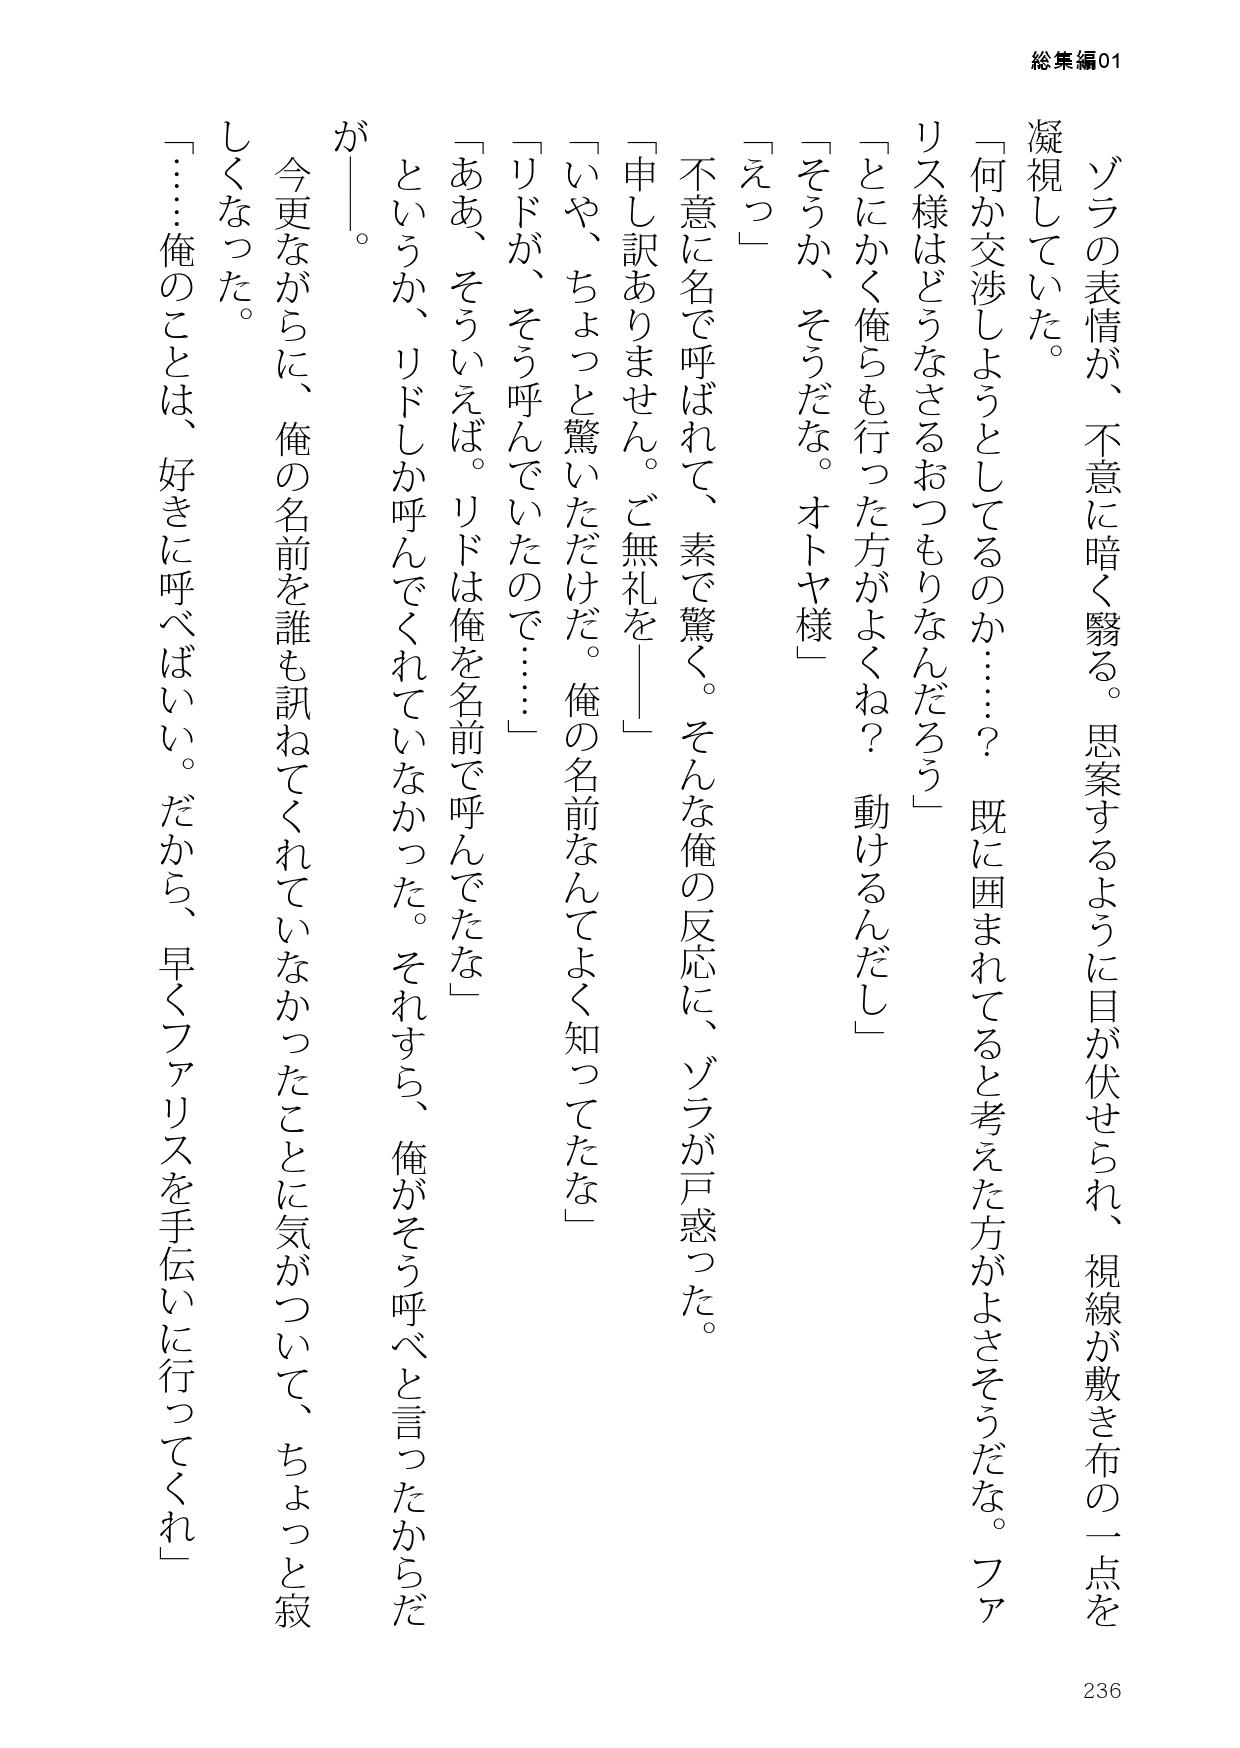 総集編01
　ゾラの表情が、不意に暗く翳る。思案するように目が伏せられ、視線が敷き布の一点を
凝視していた。
「何か交渉しようとしてるのか……？　既に囲まれてると考えた方がよさそうだな。ファ
リス様はどうなさるおつもりなんだろう」
「とにかく俺らも行った方がよくね？　動けるんだし」
「そうか、そうだな。オトヤ様」
「えっ」
　不意に名で呼ばれて、素で驚く。そんな俺の反応に、ゾラが戸惑った。
「申し訳ありません。ご無礼を――」
「いや、ちょっと驚いただけだ。俺の名前なんてよく知ってたな」
「リドが、そう呼んでいたので……」
「ああ、そういえば。リドは俺を名前で呼んでたな」
　というか、リドしか呼んでくれていなかった。それすら、俺がそう呼べと言ったからだ
が――。
　今更ながらに、俺の名前を誰も訊ねてくれていなかったことに気がついて、ちょっと寂
しくなった。
「……俺のことは、好きに呼べばいい。だから、早くファリスを手伝いに行ってくれ」
236